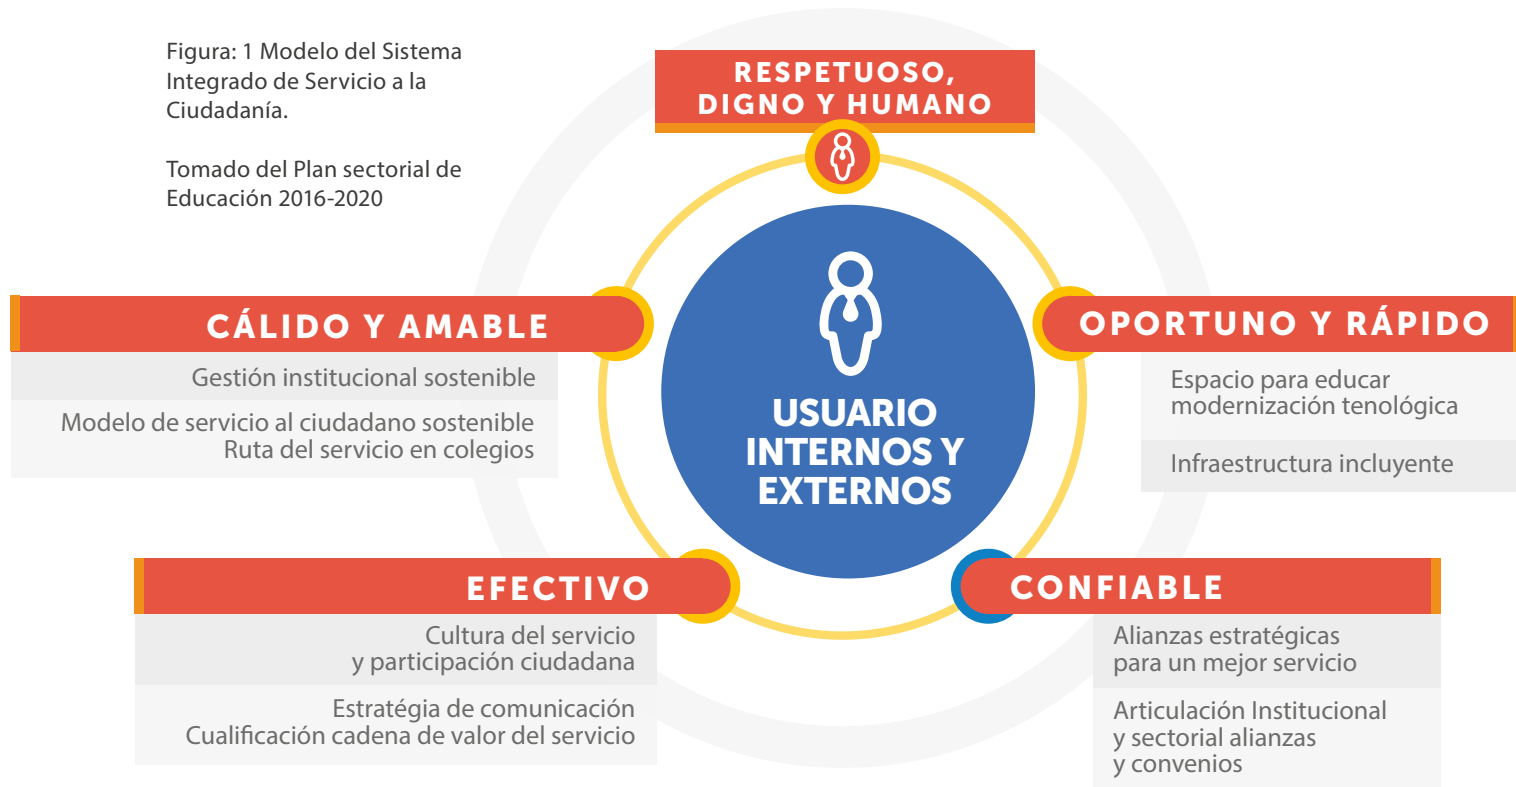 Figura: 1 Modelo del Sistema
Integrado de Servicio a la
Ciudadanía.
Tomado del Plan sectorial de
Educación 2016-2020
RESPETUOSO,
DIGNO Y HUMANO
CÁLIDO Y AMABLE
Gestión institucional sostenible
Modelo de servicio al ciudadano sostenible
Ruta del servicio en colegios
OPORTUNO Y RÁPIDO
Espacio para educar
modernización tenológica
Infraestructura incluyente
USUARIO
INTERNOS Y
EXTERNOS
EFECTIVO
Cultura del servicio
y participación ciudadana
Estratégia de comunicación
Cualificación cadena de valor del servicio
CONFIABLE
Alianzas estratégicas
para un mejor servicio
Articulación Institucional
y sectorial alianzas
y convenios